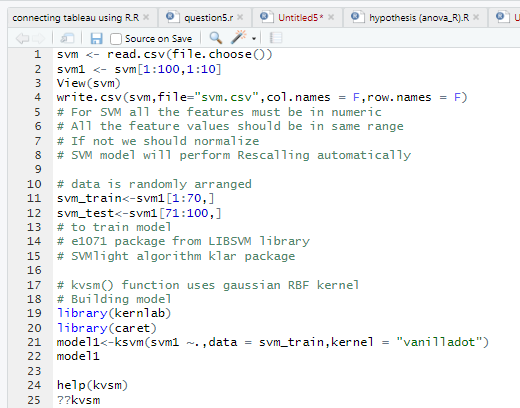 connecting tableau using R.R × question5.r × Untitled5* × hypothesis (anova_R).R × U
Source on Save
1 svm <- read.csv(file.choose())
2 svm1 <- svm[1:100,1:10]
3 View(svm)
4 write.csv(svm,file="svm.csv",col.names = F,row.names = F)
5 # For SVM all the features must be in numeric
6 # All the feature values should be in same range
7 # If not we should normalize
8 # SVM model will perform Rescalling automatically
9
10 # data is randomly arranged
11 svm_train<-svm1[1:70,]
12 svm_test<-svm1[71:100,]
13 # to train model
14 # e1071 package from LIBSVM library
15 # SVMlight algorithm klar package
16
17 # kvsm() function uses gaussian RBF kernel
18 # Building model
19 library(kernlab)
20 library(caret)
21 model1<-ksvm(svm1 ~.,data = svm_train,kernel = "vanilladot")
22 model1
23
24 help(kvsm)
25 ??kvsm